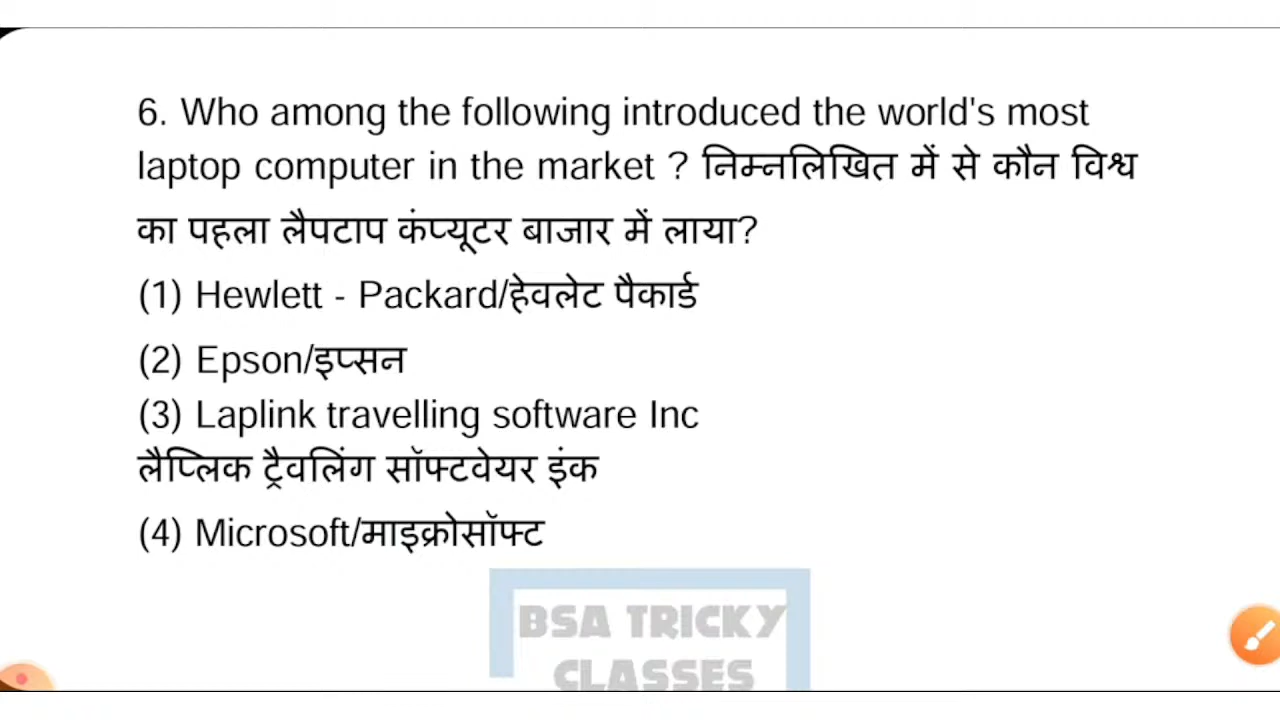 6. Who among the following introduced the world's most
laptop computer in the market ? निम्नलिखित में से कौन विश्व
का पहला लैपटाप कंप्यूटर बाजार में लाया?
(1) Hewlett - Packard/हेवलेट पैकार्ड
(2) Epson/इप्सन
(3) Laplink travelling software Inc
लैप्लिक ट्रैवलिंग सॉफ्टवेयर इंक
(4) Microsoft/माइक्रोसॉफ्ट
BSA TRICKY
CLASSES